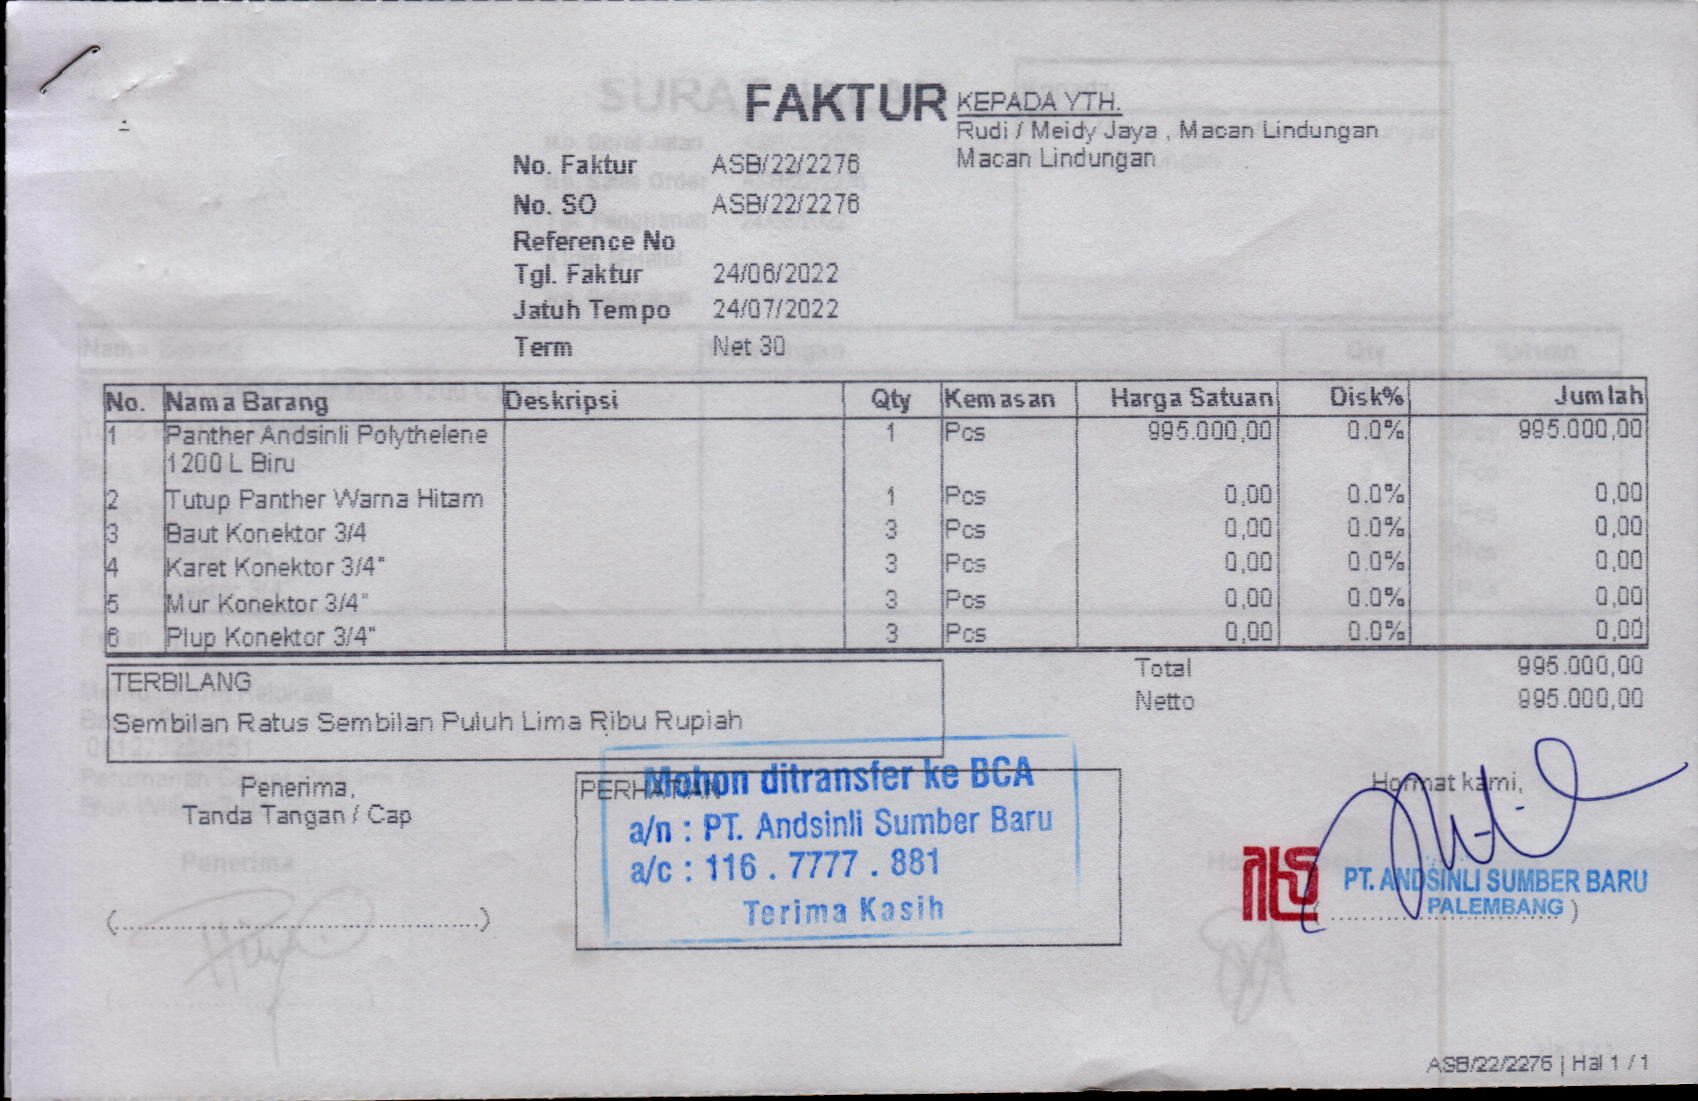 FAKTUR
KEPADA YTH.
Rudi / Meidy Jaya , Macan Lindungan
Macan Lindungan
No. Faktur ASB/22/2276
No. SO ASB/22/2276
Reference No
Tgl. Faktur 24/06/2022
Jatuh Tempo 24/07/2022
Term Net 30
No. Nama Barang Deskripsi Qty Kemasan Harga Satuan Disk% Jumlah
1 Panther Andsinli Polythelene 1 Pcs 995.000,00 0.0% 995.000,00
1200 L Biru
2 Tutup Panther Warna Hitam 1 Pcs 0,00 0.0% 0,00
3 Baut Konektor 3/4 3 Pcs 0,00 0.0% 0,00
4 Karet Konektor 3/4" 3 Pcs 0,00 0.0% 0,00
5 Mur Konektor 3/4" 3 Pcs 0,00 0.0% 0,00
6 Plup Konektor 3/4" 3 Pcs 0,00 0.0% 0,00
Total 995.000,00
Netto 995.000,00
TERBILANG
Sembilan Ratus Sembilan Puluh Lima Ribu Rupiah
Penerima,
Tanda Tangan / Cap
(................................................)
PERHATIAN
Mohon ditransfer ke BCA
a/n : PT. Andsinli Sumber Baru
a/c : 116 . 7777 . 881
Terima Kasih
Hormat kami,
PT. ANDSINLI SUMBER BARU
PALEMBANG
ASB/22/2276 | Hal 1 / 1